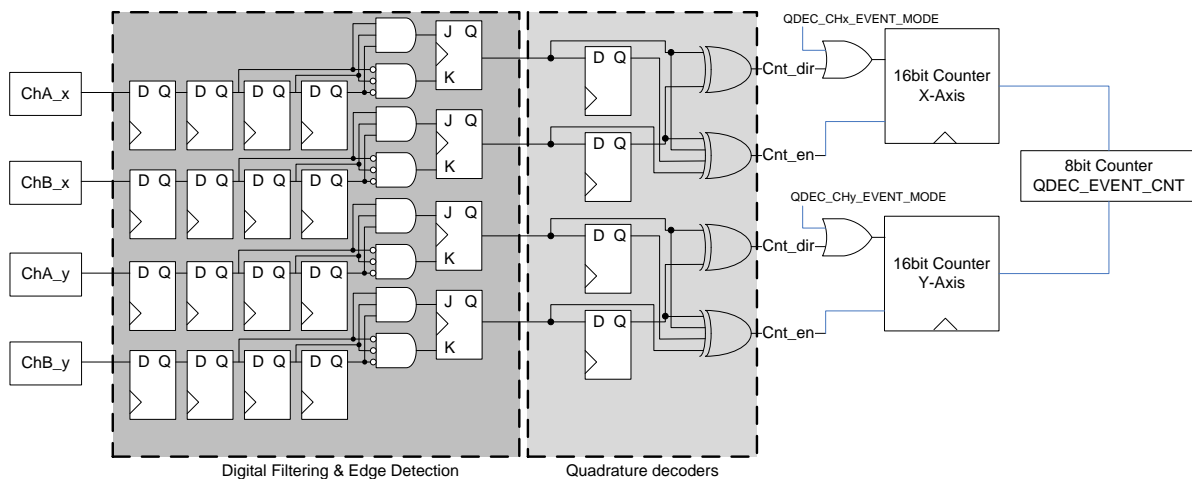 QDEC_CHx_EVENT_MODE
J Q
K
ChA_x
D Q D Q D Q D Q
D Q
Cnt_dir
16bit Counter
X-Axis
J Q
K
ChB_x
D Q D Q D Q D Q
D Q
Cnt_en
8bit Counter
QDEC_EVENT_CNT
QDEC_CHy_EVENT_MODE
J Q
K
ChA_y
D Q D Q D Q D Q
D Q
Cnt_dir
16bit Counter
Y-Axis
J Q
K
ChB_y
D Q D Q D Q D Q
D Q
Cnt_en
Digital Filtering & Edge Detection
Quadrature decoders